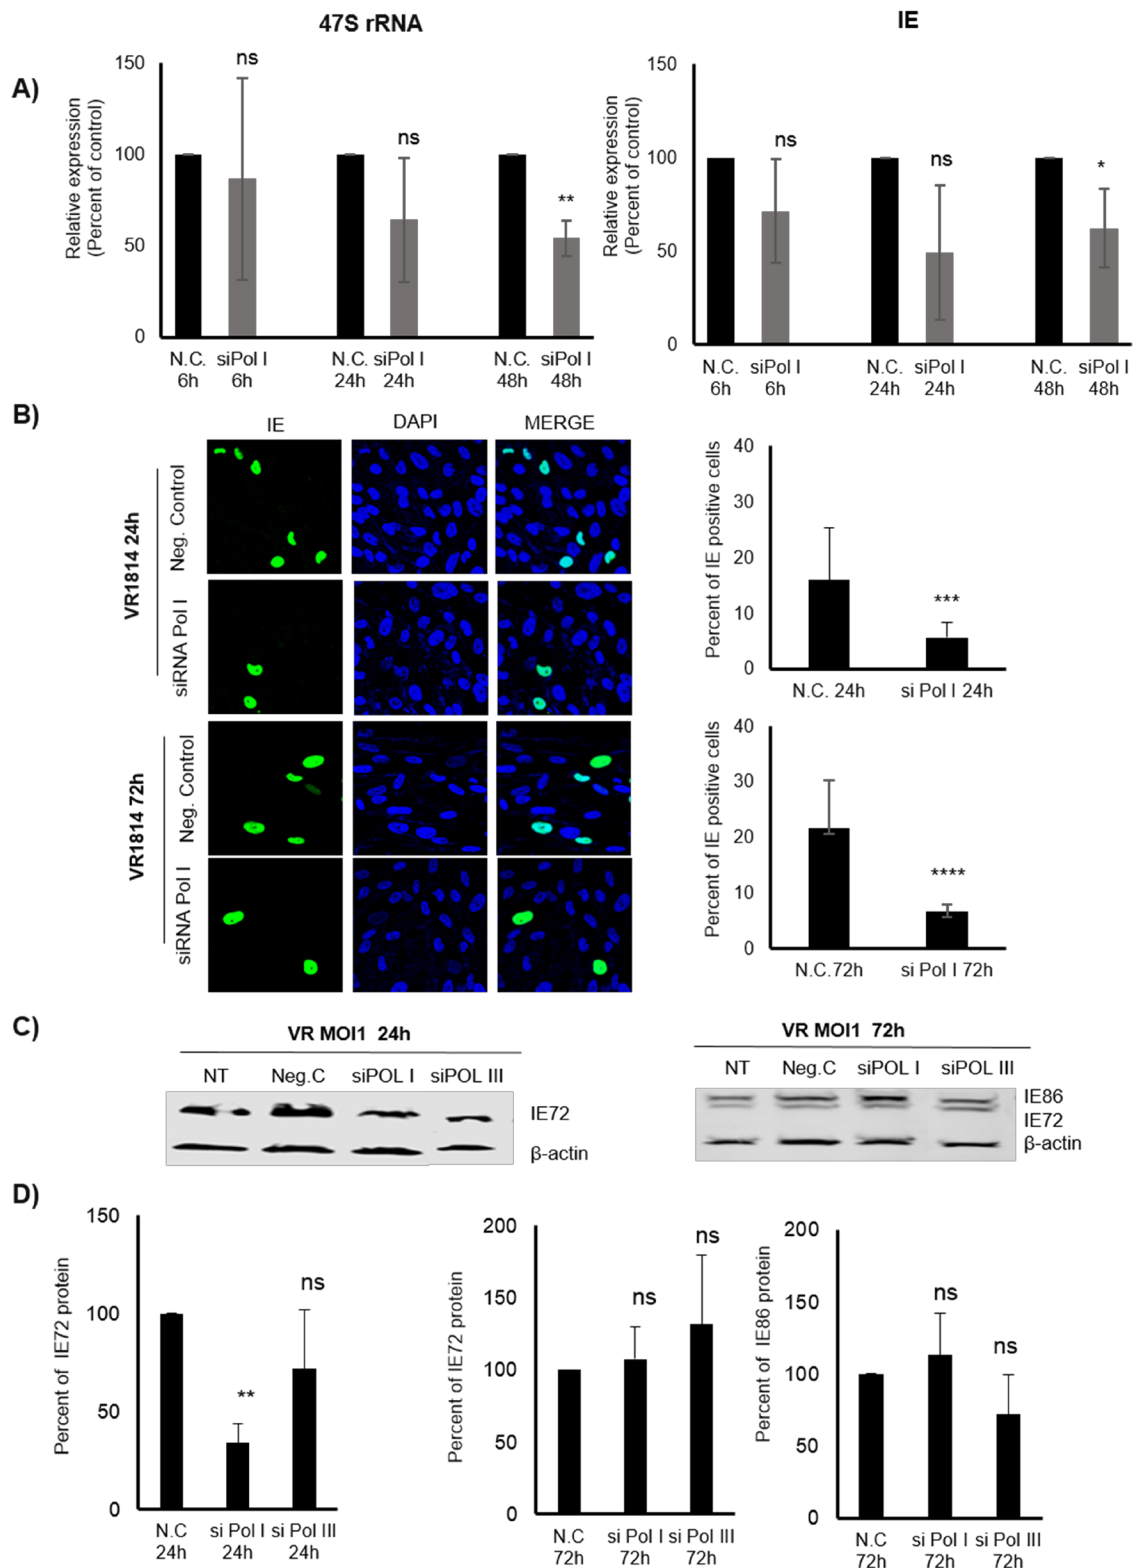 47S rRNA
IE
A)
Relative expression
(Percent of control)
150
100
50
0
ns
ns
**
N.C. siPol I
6h 6h
N.C. siPol I
24h 24h
N.C. siPol I
48h 48h
Relative expression
(Percent of control)
150
100
50
0
ns
ns
*
N.C. siPol I
6h 6h
N.C. siPol I
24h 24h
N.C. siPol I
48h 48h
B)
IE DAPI MERGE
VR1814 24h
Neg. Control
siRNA Pol I
VR1814 72h
Neg. Control
siRNA Pol I
Percent of IE positive cells
40
30
20
10
0
***
N.C. 24h si Pol I 24h
Percent of IE positive cells
40
30
20
10
0
****
N.C.72h si Pol I 72h
C)
VR MOI1 24h
NT Neg.C siPOL I siPOL III
IE72
β-actin
VR MOI1 72h
NT Neg.C siPOL I siPOL III
IE86
IE72
β-actin
D)
Percent of IE72 protein
150
100
50
0
**
ns
N.C si Pol I si Pol III
24h 24h 24h
Percent of IE72 protein
200
150
100
50
0
ns
ns
N.C si Pol I si Pol III
72h 72h 72h
Percent of IE86 protein
200
150
100
50
0
ns
ns
N.C si Pol I si Pol III
72h 72h 72h